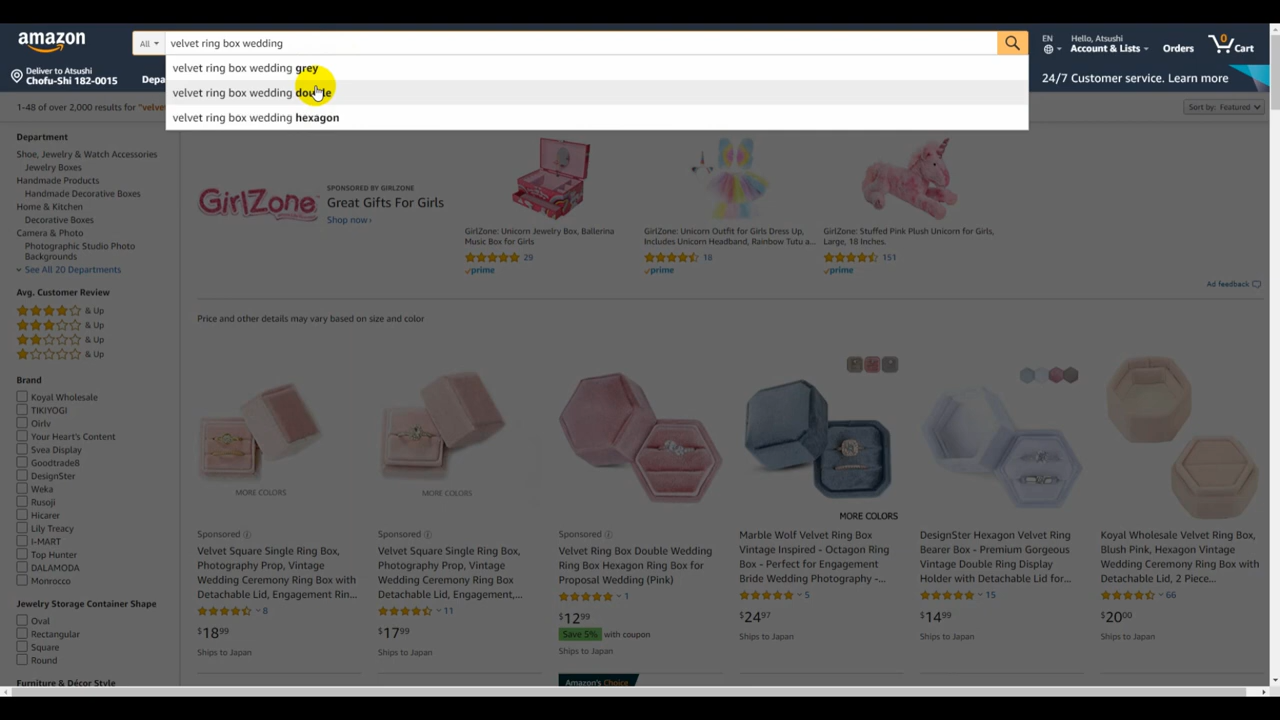 amazon
All
velvet ring box wedding
EN
Hello, Atsushi
Account & Lists
Orders
0
Cart
velvet ring box wedding grey
velvet ring box wedding double
velvet ring box wedding hexagon
Deliver to Atsushi
Chofu-Shi 182-0015
Depa
24/7 Customer service. Learn more
1-48 of over 2,000 results for "velve
Sort by: Featured
Department
Shoe, Jewelry & Watch Accessories
Jewelry Boxes
Handmade Products
Handmade Decorative Boxes
Home & Kitchen
Decorative Boxes
Camera & Photo
Photographic Studio Photo
Backgrounds
See All 20 Departments
Avg. Customer Review
& Up
& Up
& Up
& Up
Brand
Koyal Wholesale
TIKIYOGI
Oirlv
Your Heart's Content
Svea Display
Goodtrade8
Design5ter
Weka
Rusoji
Hicarer
Lily Treacy
I-MART
Top Hunter
DALAMODA
Monrocco
Jewelry Storage Container Shape
Oval
Rectangular
Square
Round
Furniture & Décor Style
GirlZone
SPONSORED BY GIRLZONE
Great Gifts For Girls
Shop now ›
GirlZone: Unicorn Jewelry Box, Ballerina
Music Box for Girls
29
prime
GirlZone: Unicorn Outfit for Girls Dress Up,
Includes Unicorn Headband, Rainbow Tutu a...
18
prime
GirlZone: Stuffed Pink Plush Unicorn for Girls,
Large, 18 Inches.
151
prime
Ad feedback
Price and other details may vary based on size and color
MORE COLORS
Sponsored
Velvet Square Single Ring Box,
Photography Prop, Vintage
Wedding Ceremony Ring Box with
Detachable Lid, Engagement Rin...
8
$18 99
Ships to Japan
MORE COLORS
Sponsored
Velvet Square Single Ring Box,
Photography Prop, Vintage
Wedding Ceremony Ring Box
Detachable Lid, Engagement,...
11
$17 99
Ships to Japan
Sponsored
Velvet Ring Box Double Wedding
Ring Box Hexagon Ring Box for
Proposal Wedding (Pink)
1
$12 99
Save 5% with coupon
Ships to Japan
Amazon's Choice
MORE COLORS
Marble Wolf Velvet Ring Box
Vintage Inspired - Octagon Ring
Box - Perfect for Engagement
Bride Wedding Photography -...
5
$24 97
Ships to Japan
DesignSter Hexagon Velvet Ring
Bearer Box - Premium Gorgeous
Vintage Double Ring Display
Holder with Detachable Lid for...
15
$14 99
Ships to Japan
Koyal Wholesale Velvet Ring Box,
Blush Pink, Hexagon Vintage
Wedding Ceremony Ring Box with
Detachable Lid, 2 Piece...
66
$20 00
Ships to Japan